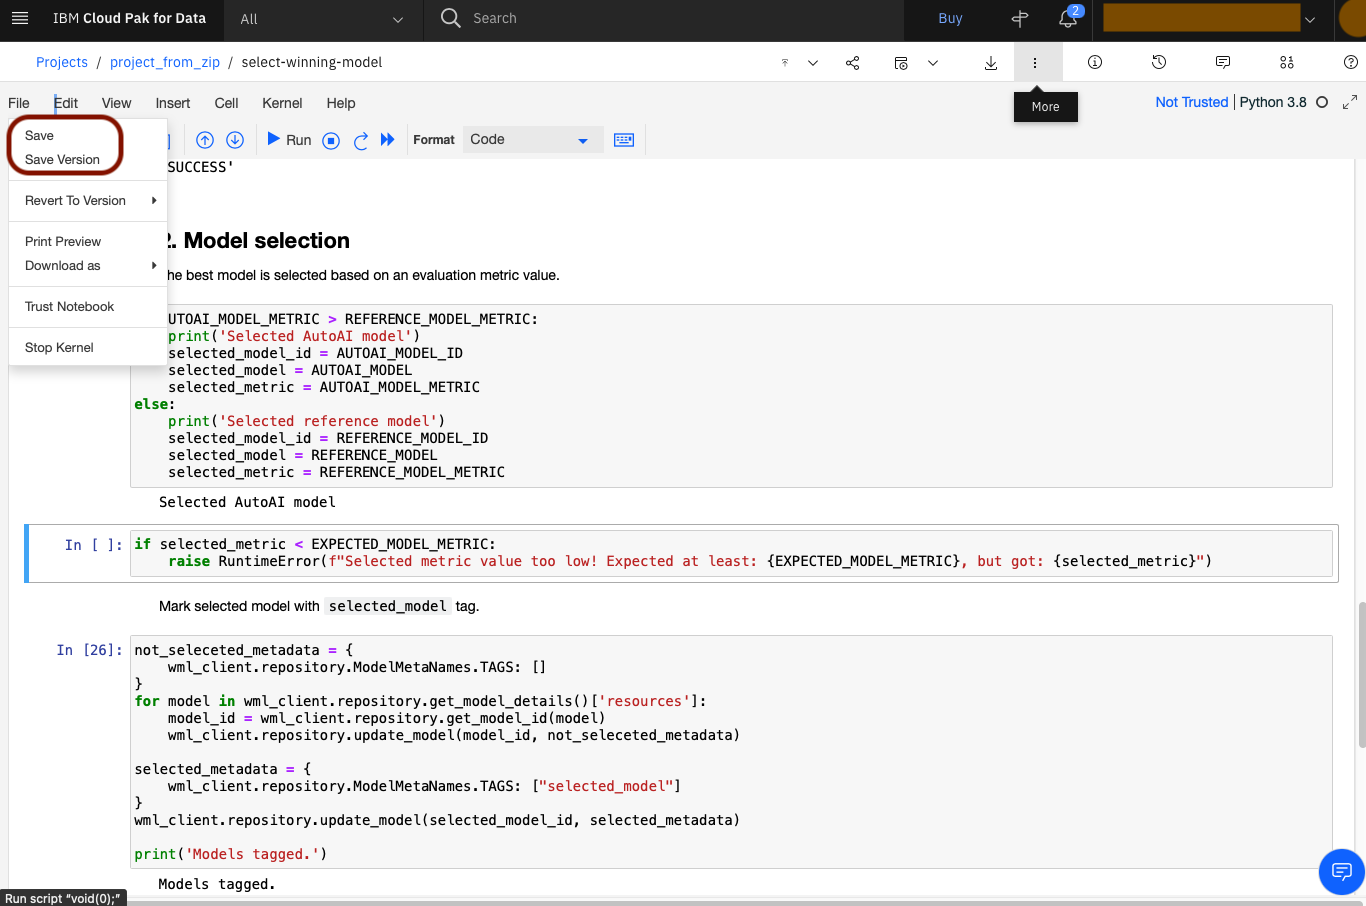 IBM Cloud Pak for Data
All
Search
Buy
2
Projects / project_from_zip / select-winning-model
More
File Edit View Insert Cell Kernel Help
Not Trusted | Python 3.8
Save
Save Version
Revert To Version
Print Preview
Download as
Trust Notebook
Stop Kernel
Run
Format
Code
SUCCESS'
2. Model selection
he best model is selected based on an evaluation metric value.
UTOAI_MODEL_METRIC > REFERENCE_MODEL_METRIC:
    print('Selected AutoAI model')
    selected_model_id = AUTOAI_MODEL_ID
    selected_model = AUTOAI_MODEL
    selected_metric = AUTOAI_MODEL_METRIC
else:
    print('Selected reference model')
    selected_model_id = REFERENCE_MODEL_ID
    selected_model = REFERENCE_MODEL
    selected_metric = REFERENCE_MODEL_METRIC
Selected AutoAI model
In [ ]: if selected_metric < EXPECTED_MODEL_METRIC:
    raise RuntimeError(f"Selected metric value too low! Expected at least: {EXPECTED_MODEL_METRIC}, but got: {selected_metric}")
Mark selected model with selected_model tag.
In [26]: not_seleceted_metadata = {
    wml_client.repository.ModelMetaNames.TAGS: []
}
for model in wml_client.repository.get_model_details()['resources']:
    model_id = wml_client.repository.get_model_id(model)
    wml_client.repository.update_model(model_id, not_seleceted_metadata)
selected_metadata = {
    wml_client.repository.ModelMetaNames.TAGS: ["selected_model"]
}
wml_client.repository.update_model(selected_model_id, selected_metadata)
print('Models tagged.')
Models tagged.
Run script "void(0);"